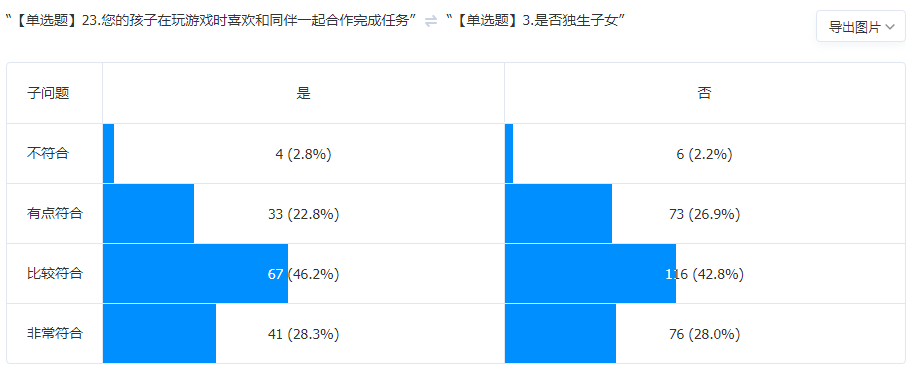 “【单选题】23.您的孩子在玩游戏时喜欢和同伴一起合作完成任务” ⇌ “【单选题】3.是否独生子女”
导出图片
子问题 是 否
不符合 4 (2.8%) 6 (2.2%)
有点符合 33 (22.8%) 73 (26.9%)
比较符合 67 (46.2%) 116 (42.8%)
非常符合 41 (28.3%) 76 (28.0%)